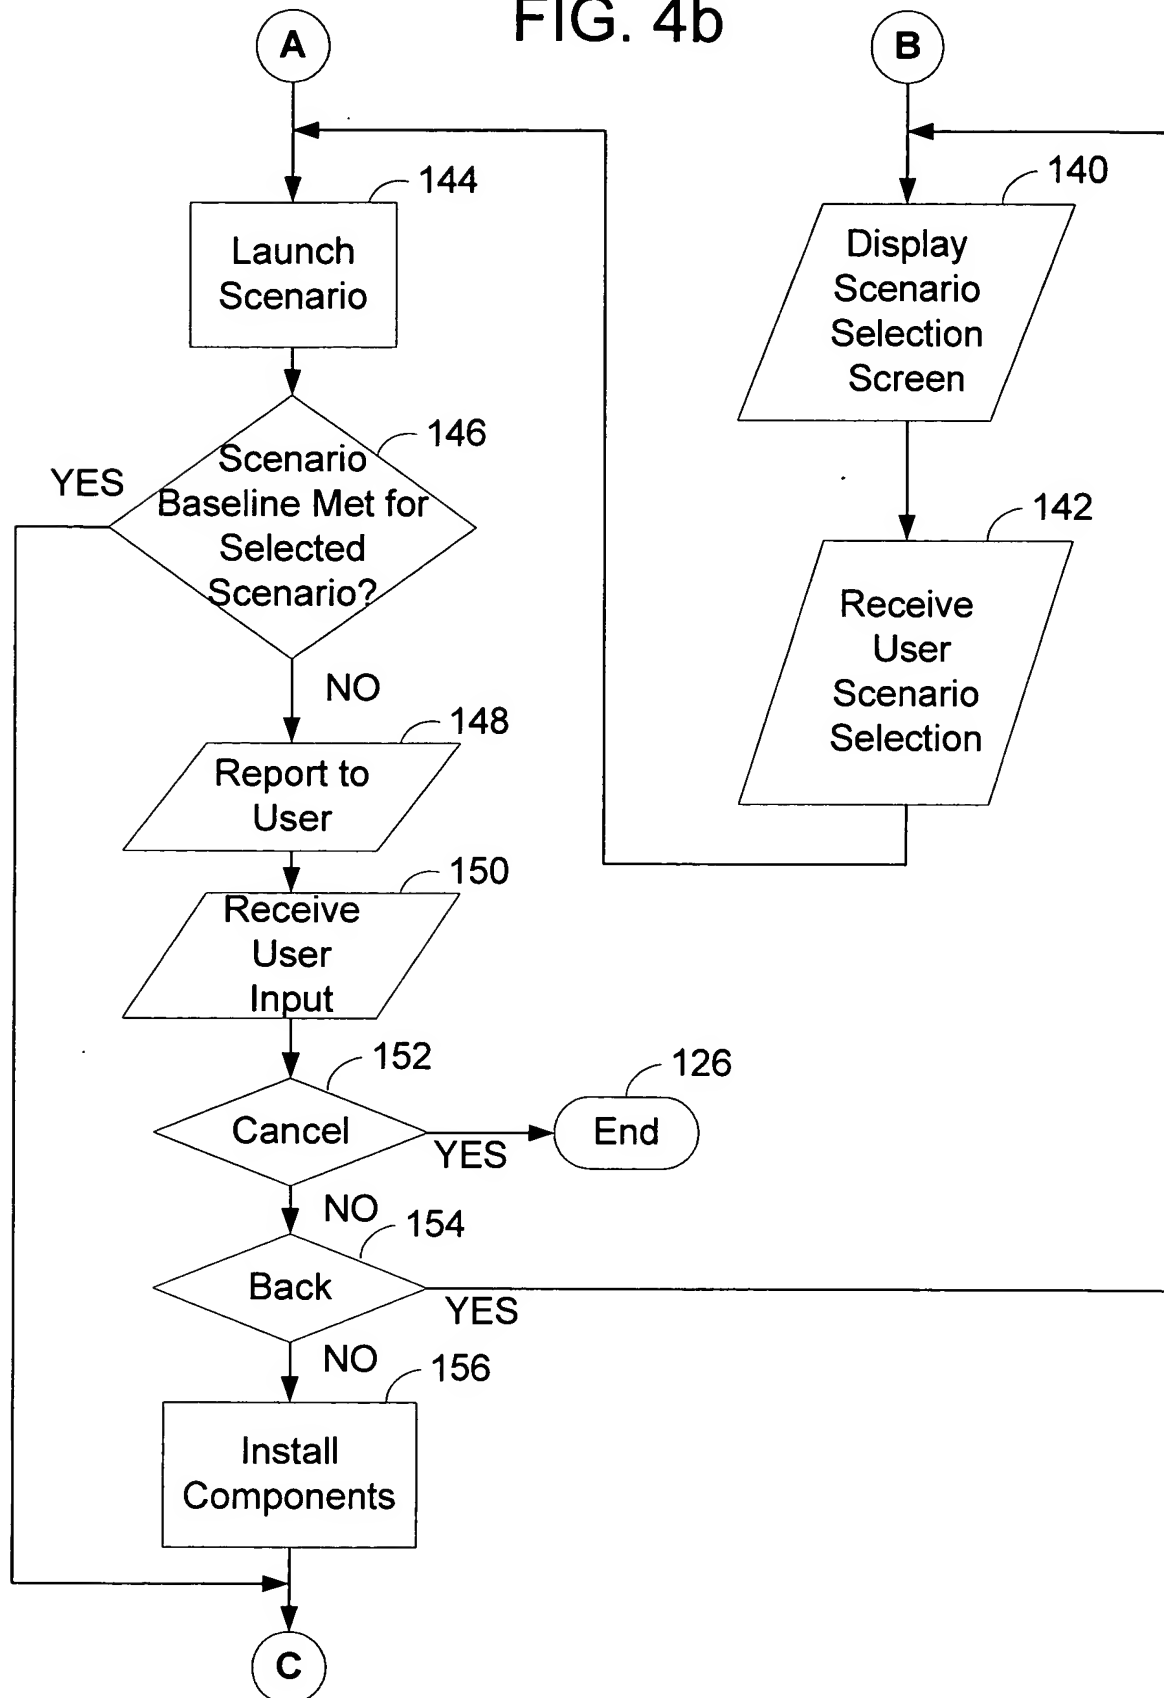 FIG. 4b
A
B
144
Launch
Scenario
140
Display
Scenario
Selection
Screen
146
Scenario
Baseline Met for
Selected
Scenario?
YES
NO
142
Receive
User
Scenario
Selection
148
Report to
User
150
Receive
User
Input
152
Cancel
YES
126
End
NO
154
Back
YES
NO
156
Install
Components
C